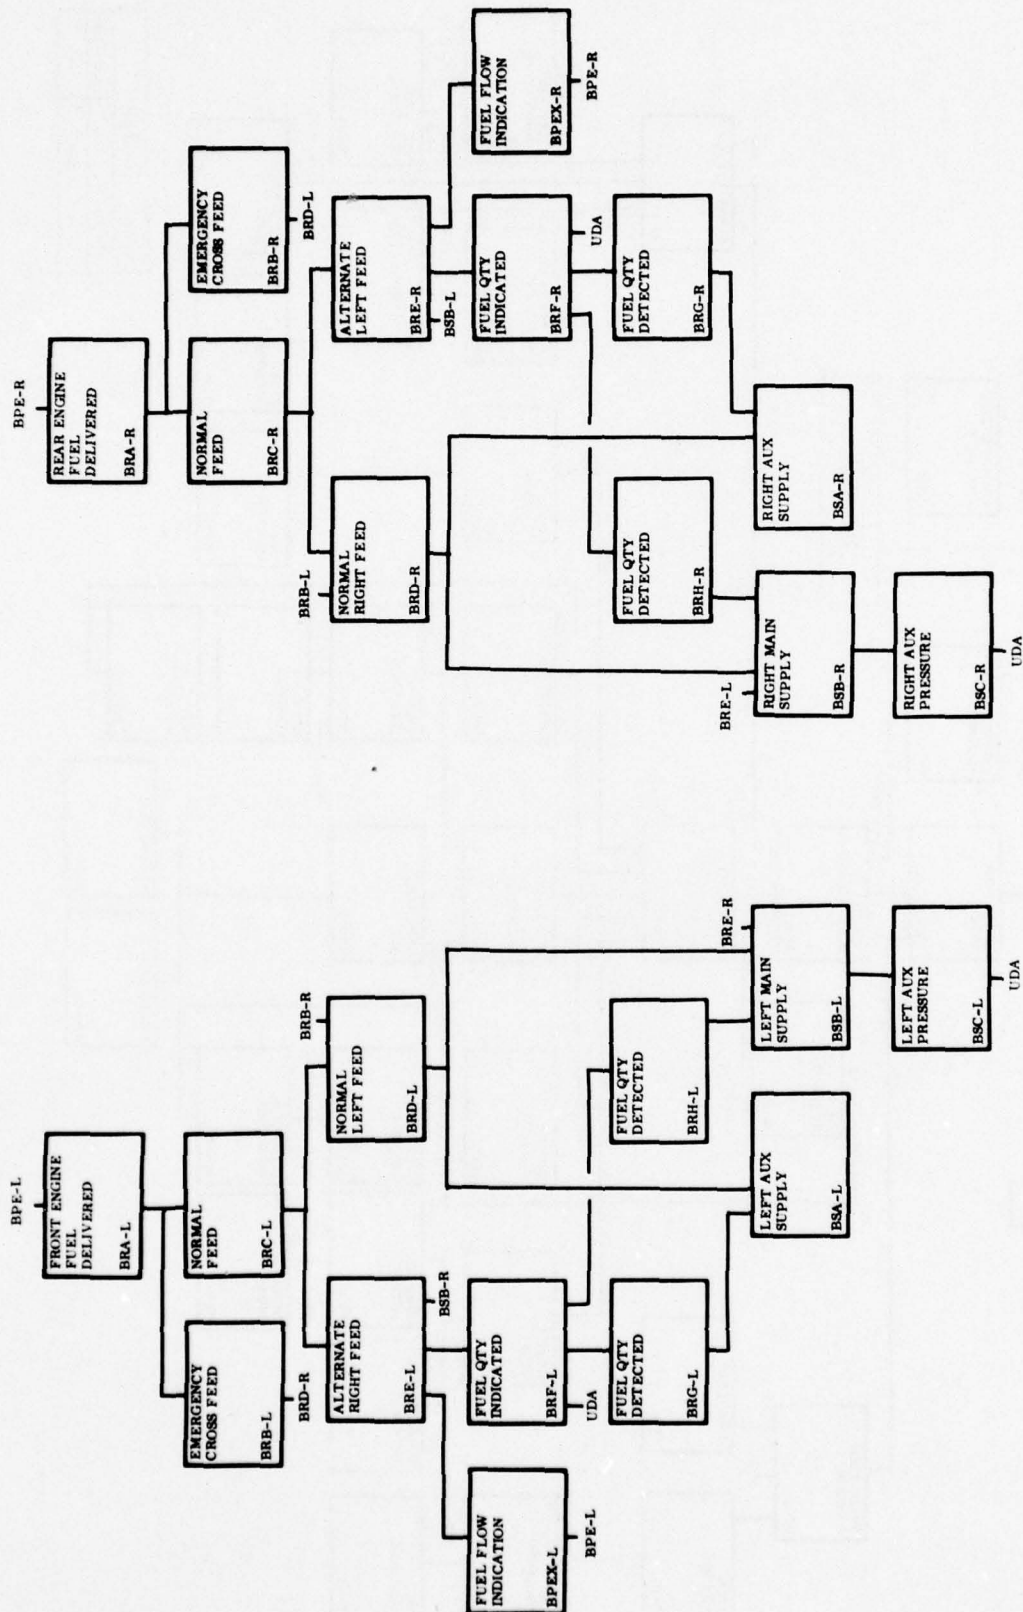 BPE-L
FRONT ENGINE
FUEL
DELIVERED
BRA-L
EMERGENCY
CROSS FEED
BRB-L
BRD-R
NORMAL
FEED
BRC-L
ALTERNATE
RIGHT FEED
BRE-L
BSB-R
BRB-R
NORMAL
LEFT FEED
BRD-L
FUEL FLOW
INDICATION
BPEX-L
BPE-L
FUEL QTY
INDICATED
BRF-L
UDA
FUEL QTY
DETECTED
BRG-L
FUEL QTY
DETECTED
BRH-L
LEFT AUX
SUPPLY
BSA-L
BRE-R
LEFT MAIN
SUPPLY
BSB-L
LEFT AUX
PRESSURE
BSC-L
UDA
BPE-R
REAR ENGINE
FUEL
DELIVERED
BRA-R
NORMAL
FEED
BRC-R
EMERGENCY
CROSS FEED
BRB-R
BRD-L
BRB-L
NORMAL
RIGHT FEED
BRD-R
ALTERNATE
LEFT FEED
BRE-R
BSB-L
FUEL QTY
INDICATED
BRF-R
UDA
FUEL FLOW
INDICATION
BPEX-R
BPE-R
FUEL QTY
DETECTED
BRH-R
FUEL QTY
DETECTED
BRG-R
BRE-L
RIGHT MAIN
SUPPLY
BSB-R
RIGHT AUX
SUPPLY
BSA-R
RIGHT AUX
PRESSURE
BSC-R
UDA